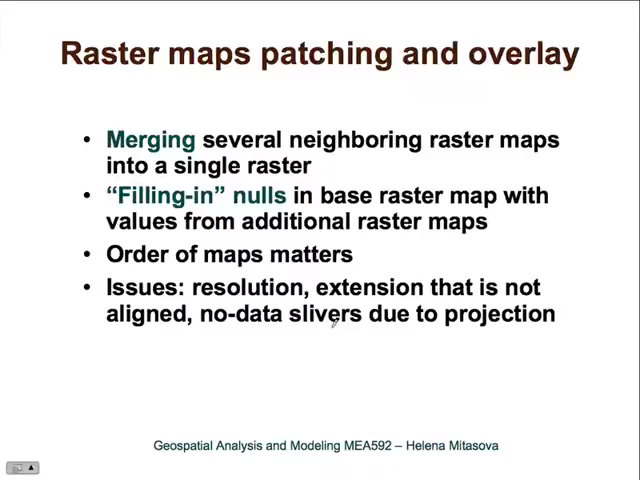 Raster maps patching and overlay
• Merging several neighboring raster maps
into a single raster
• “Filling-in” nulls in base raster map with
values from additional raster maps
• Order of maps matters
• Issues: resolution, extension that is not
aligned, no-data slivers due to projection
Geospatial Analysis and Modeling MEA592 – Helena Mitasova